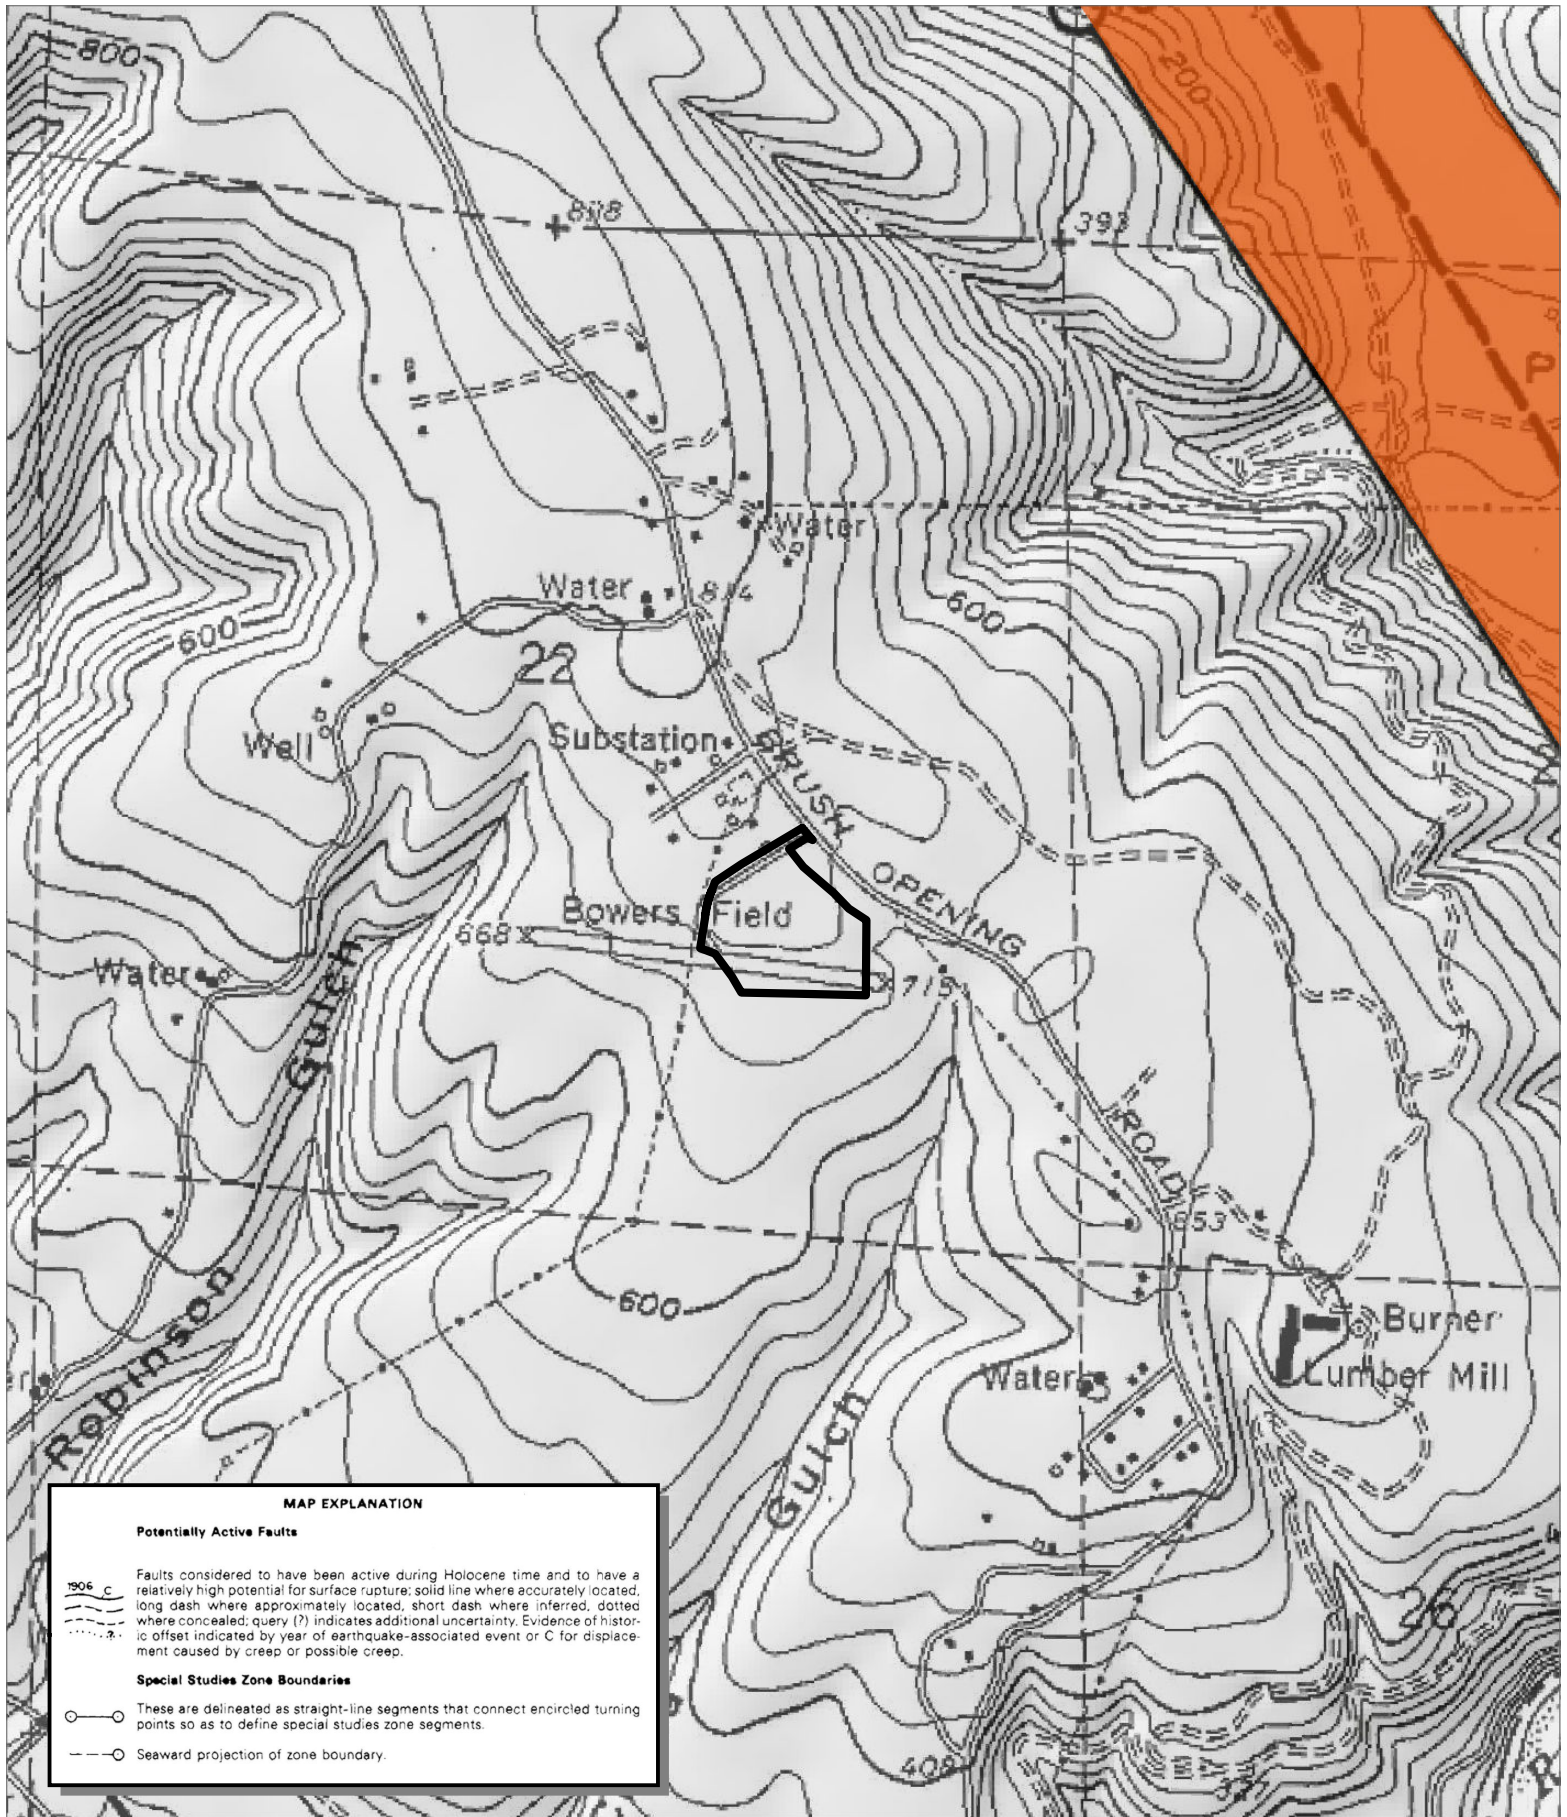 800
200
808
393
P
Water
Water
814
600
600
22
Substation
Well
BRUSH
OPENING
ROAD
Bowers Field
668 x
x 715
Water
Gulch
Robinson
653
600
Burner
Lumber Mill
Water
Gulch
26
408
MAP EXPLANATION
Potentially Active Faults
1906 C
Faults considered to have been active during Holocene time and to have a
relatively high potential for surface rupture; solid line where accurately located,
long dash where approximately located, short dash where inferred, dotted
where concealed; query (?) indicates additional uncertainty. Evidence of histor-
ic offset indicated by year of earthquake-associated event or C for displace-
ment caused by creep or possible creep.
?
Special Studies Zone Boundaries
These are delineated as straight-line segments that connect encircled turning
points so as to define special studies zone segments.
Seaward projection of zone boundary.